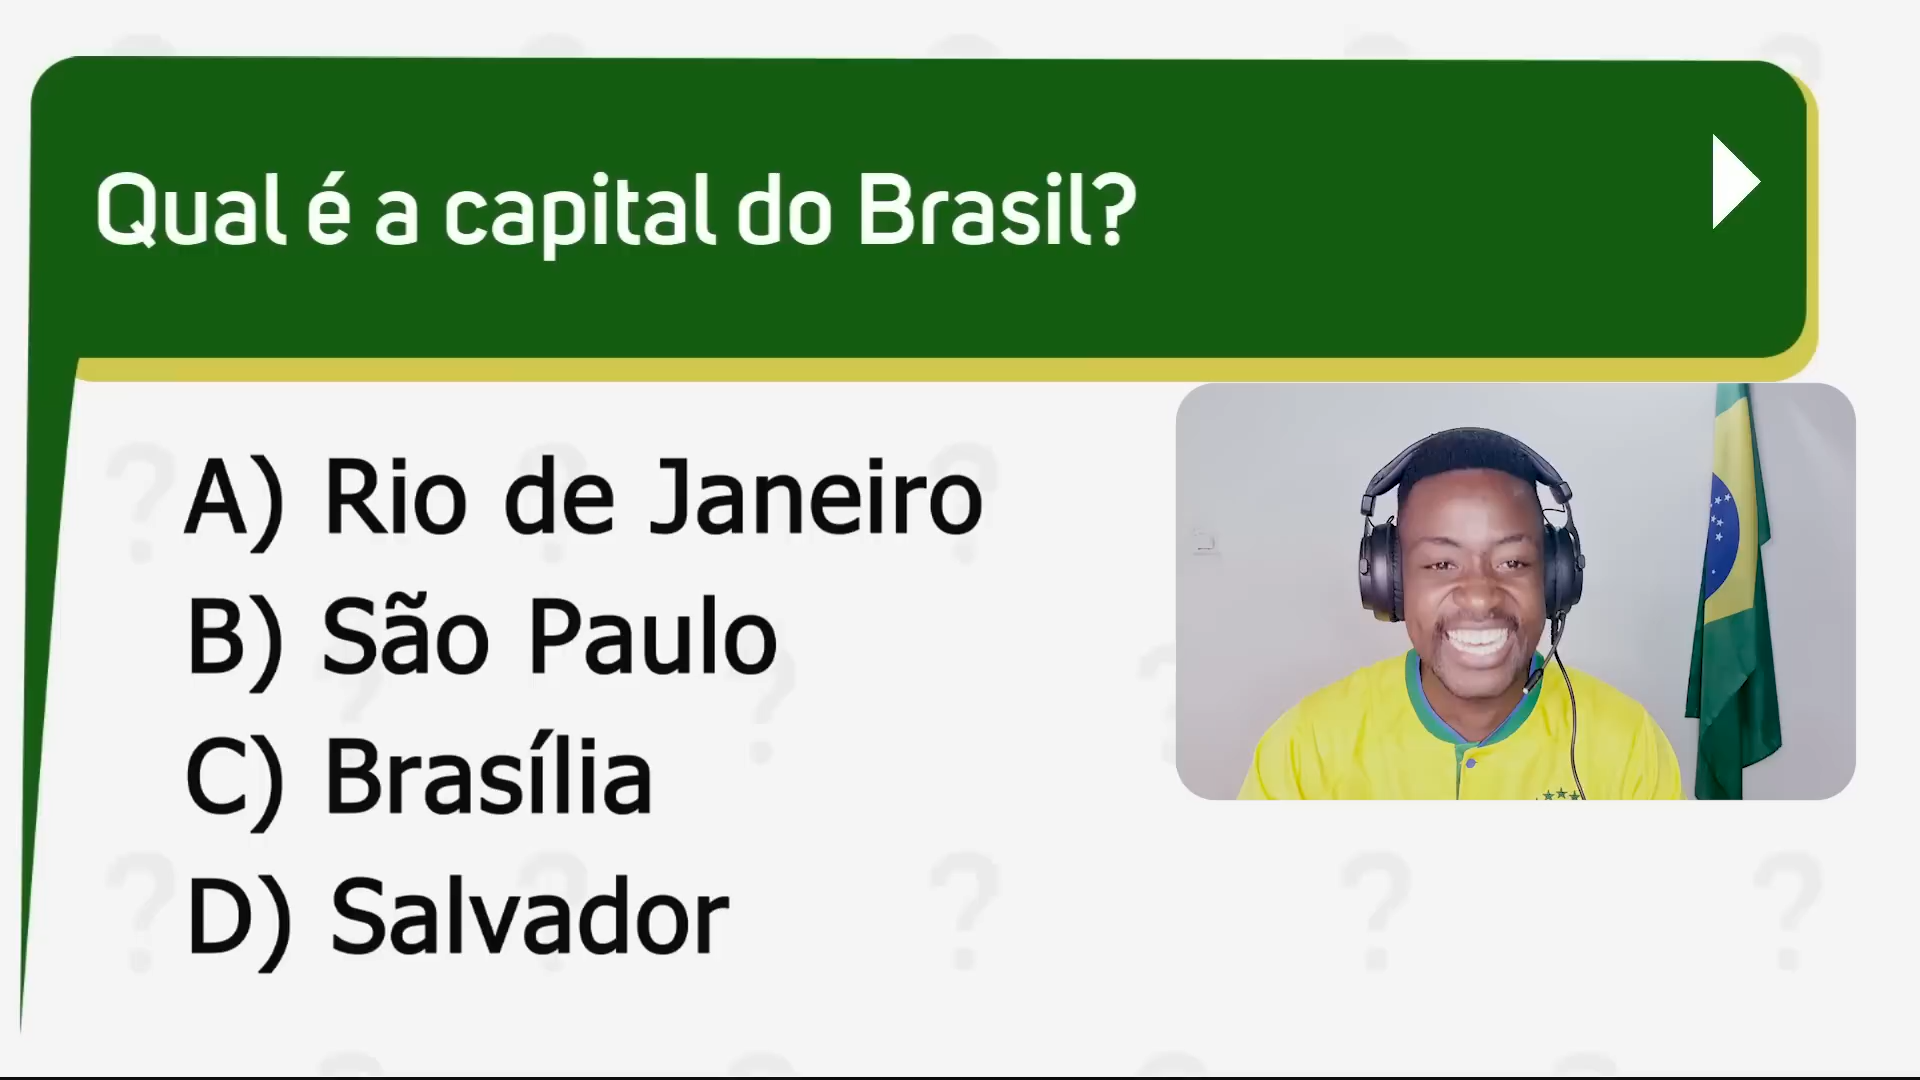 Qual é a capital do Brasil?
A) Rio de Janeiro
B) São Paulo
C) Brasília
D) Salvador